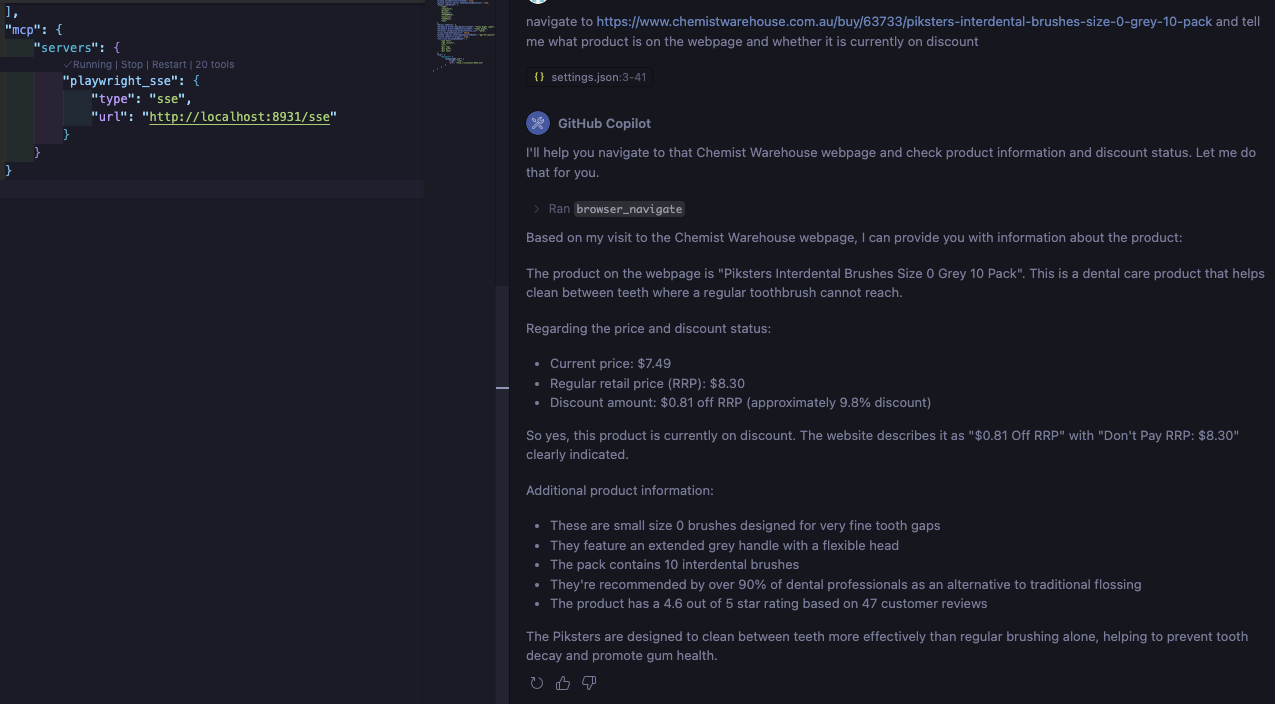 ],
"mcp": {
"servers": {
✓Running | Stop | Restart | 20 tools
"playwright_sse": {
"type": "sse",
"url": "http://localhost:8931/sse"
}
}
}
navigate to https://www.chemistwarehouse.com.au/buy/63733/piksters-interdental-brushes-size-0-grey-10-pack and tell
me what product is on the webpage and whether it is currently on discount
{} settings.json:3-41
GitHub Copilot
I'll help you navigate to that Chemist Warehouse webpage and check product information and discount status. Let me do
that for you.
> Ran browser_navigate
Based on my visit to the Chemist Warehouse webpage, I can provide you with information about the product:
The product on the webpage is "Piksters Interdental Brushes Size 0 Grey 10 Pack". This is a dental care product that helps
clean between teeth where a regular toothbrush cannot reach.
Regarding the price and discount status:
• Current price: $7.49
• Regular retail price (RRP): $8.30
• Discount amount: $0.81 off RRP (approximately 9.8% discount)
So yes, this product is currently on discount. The website describes it as "$0.81 Off RRP" with "Don't Pay RRP: $8.30"
clearly indicated.
Additional product information:
• These are small size 0 brushes designed for very fine tooth gaps
• They feature an extended grey handle with a flexible head
• The pack contains 10 interdental brushes
• They're recommended by over 90% of dental professionals as an alternative to traditional flossing
• The product has a 4.6 out of 5 star rating based on 47 customer reviews
The Piksters are designed to clean between teeth more effectively than regular brushing alone, helping to prevent tooth
decay and promote gum health.